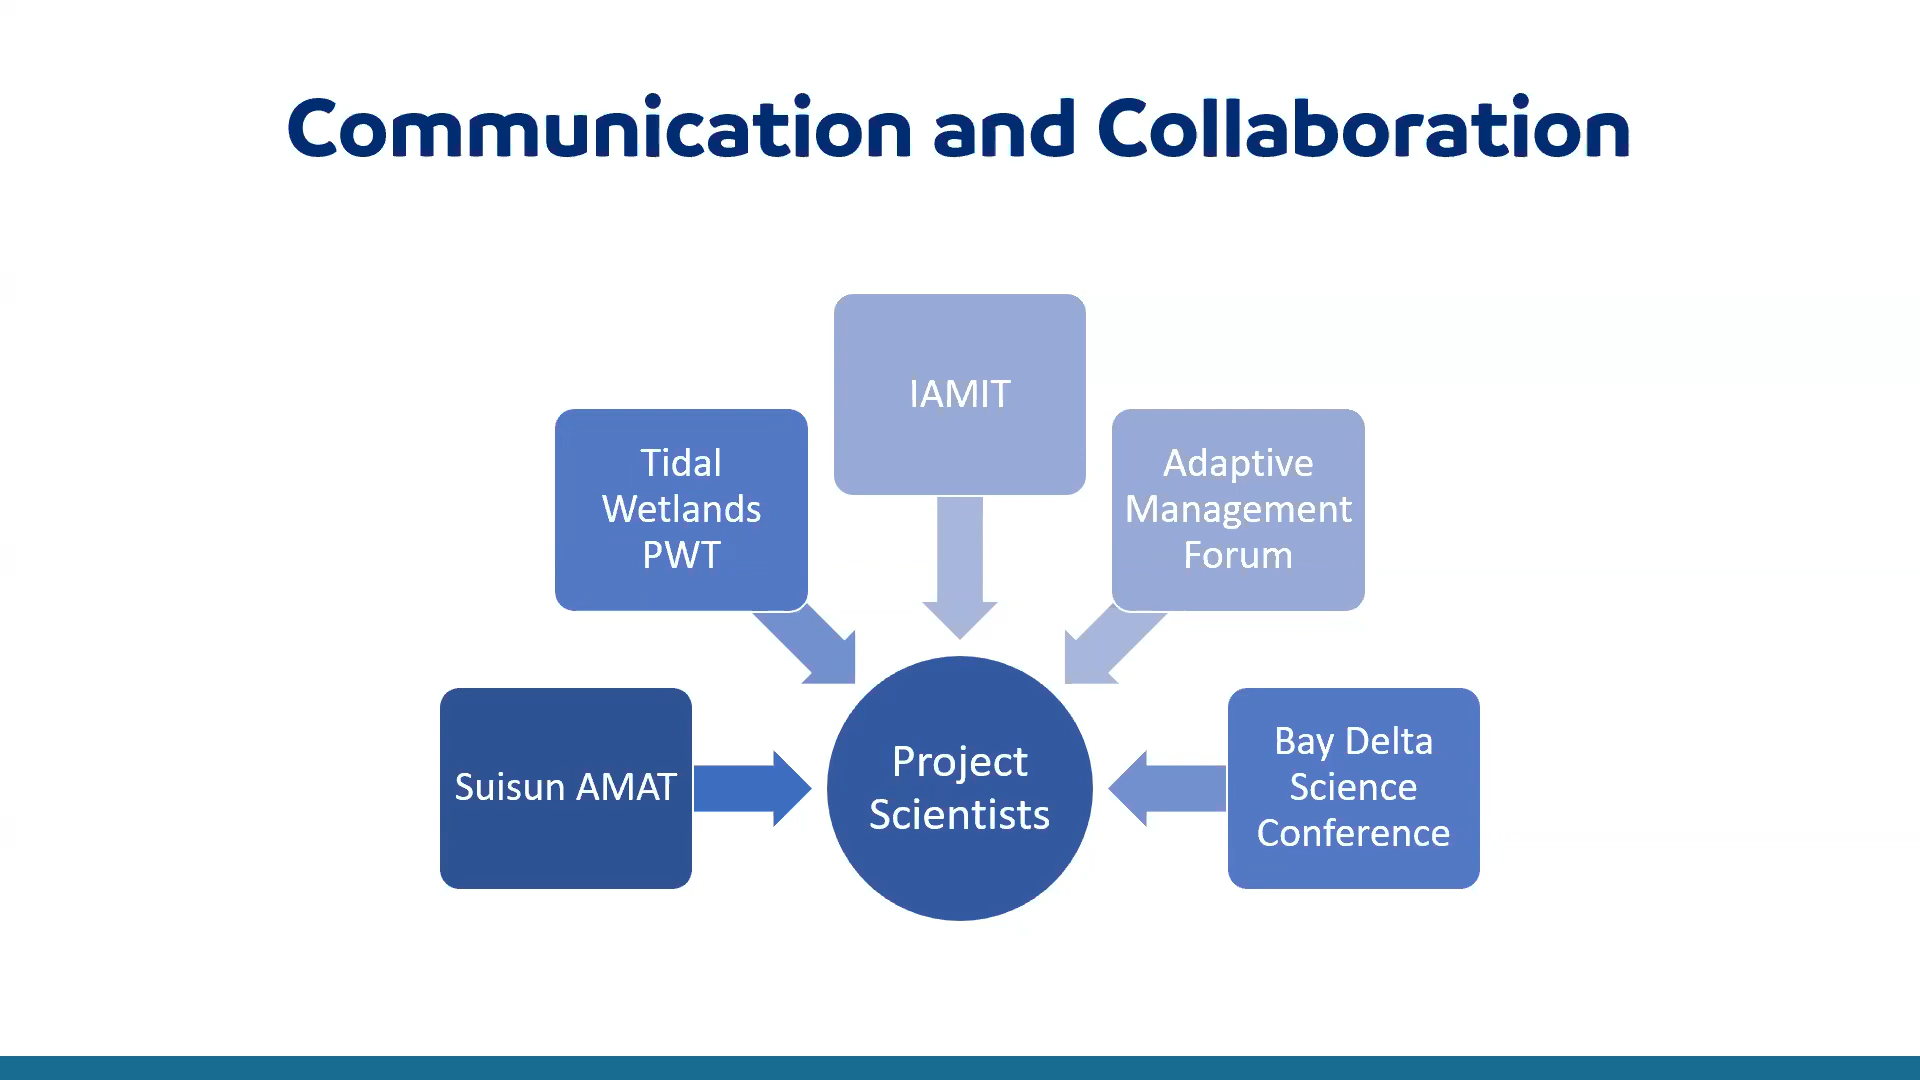 Communication and Collaboration
IAMIT
Tidal
Wetlands
PWT
Adaptive
Management
Forum
Suisun AMAT
Project
Scientists
Bay Delta
Science
Conference